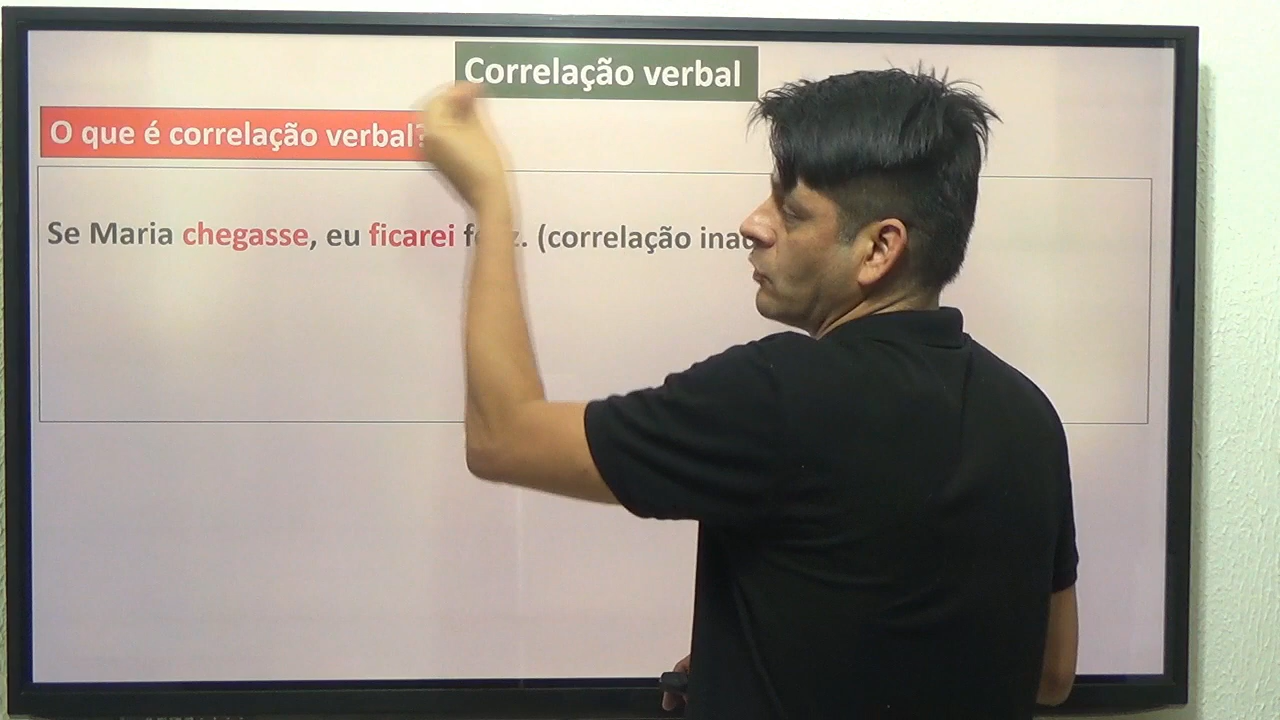 Correlação verbal
O que é correlação verbal?
Se Maria chegasse, eu ficarei (correlação